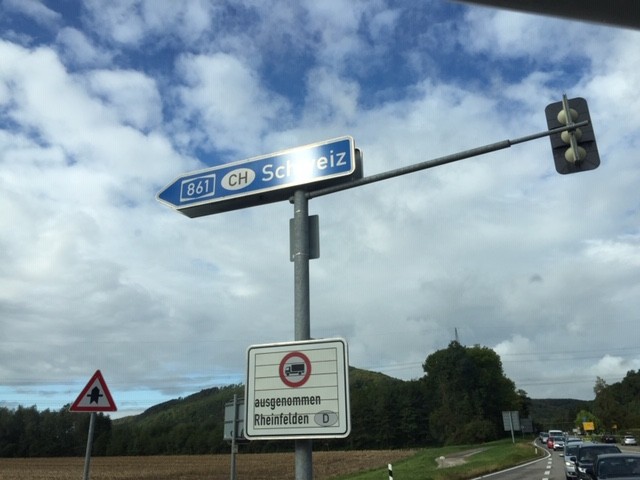 861 CH Schweiz
ausgenommen
Rheinfelden D